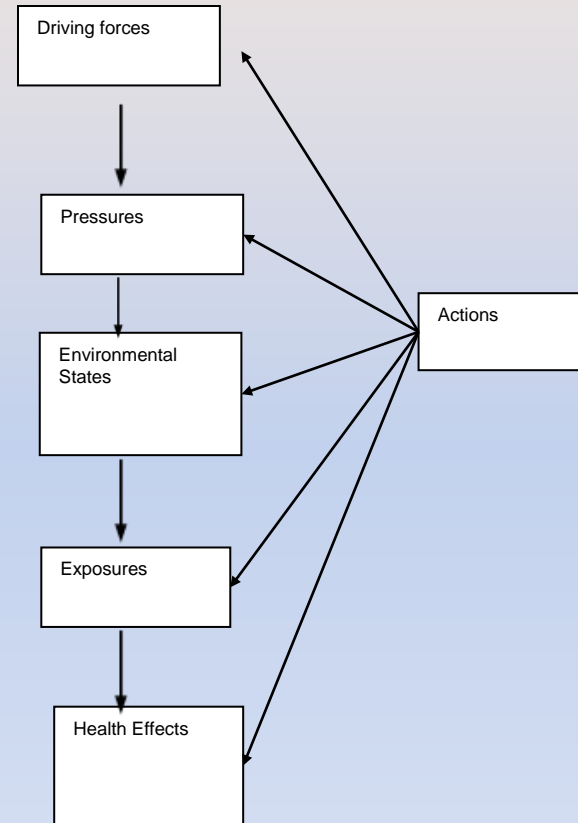 Driving forces
Pressures
Actions
Environmental
States
Exposures
Health Effects